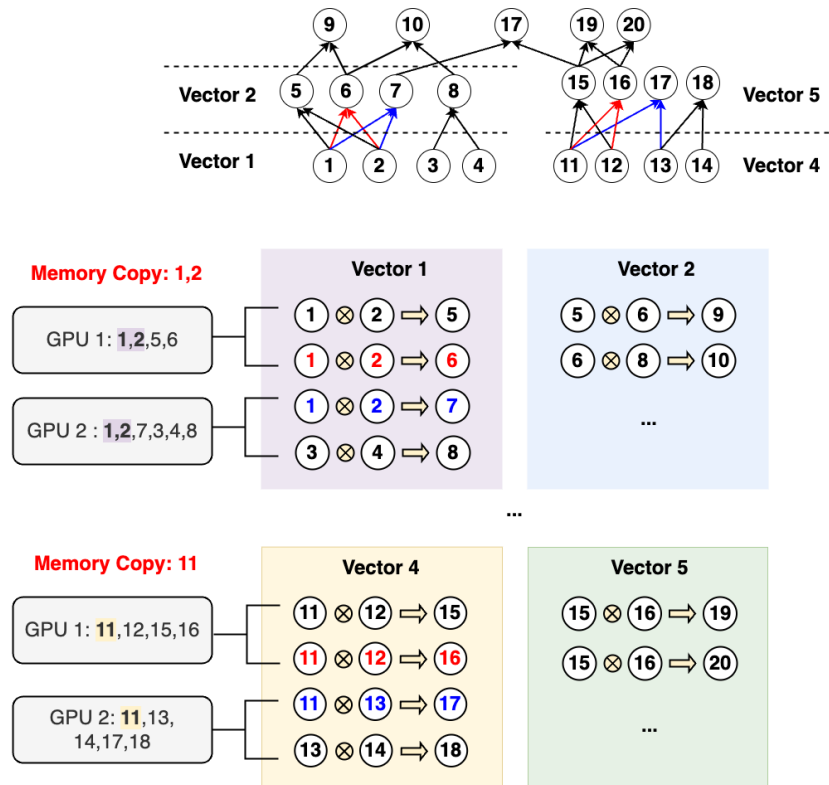 9 10 17 19 20
Vector 2 5 6 7 8 15 16 17 18 Vector 5
Vector 1 1 2 3 4 11 12 13 14 Vector 4
Memory Copy: 1,2
GPU 1: 1,2,5,6
GPU 2 : 1,2,7,3,4,8
Vector 1
1 ⊗ 2 ⇨ 5
1 ⊗ 2 ⇨ 6
1 ⊗ 2 ⇨ 7
3 ⊗ 4 ⇨ 8
Vector 2
5 ⊗ 6 ⇨ 9
6 ⊗ 8 ⇨ 10
...
...
Memory Copy: 11
GPU 1: 11,12,15,16
GPU 2: 11,13,
14,17,18
Vector 4
11 ⊗ 12 ⇨ 15
11 ⊗ 12 ⇨ 16
11 ⊗ 13 ⇨ 17
13 ⊗ 14 ⇨ 18
Vector 5
15 ⊗ 16 ⇨ 19
15 ⊗ 16 ⇨ 20
...